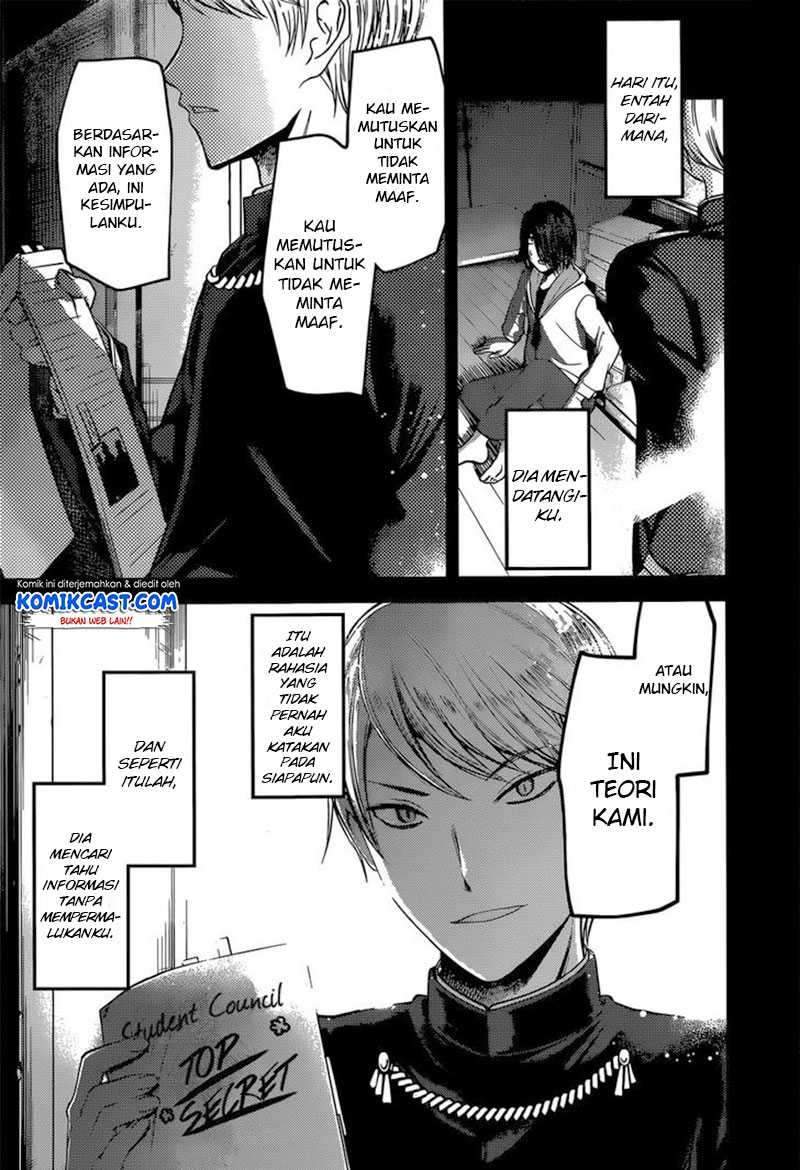 HARI ITU,
ENTAH
DARI-
MANA,
DIA MEN-
DATANGI-
KU.
KAU ME-
MUTUSKAN
UNTUK
TIDAK
MEMINTA
MAAF.
KAU
MEMUTUS-
KAN UNTUK
TIDAK ME-
MINTA
MAAF.
BERDASAR-
KAN INFOR-
MASI YANG
ADA, INI
KESIMPU-
LANKU.
Komik ini diterjemahkan & diedit oleh
KOMIKCAST.COM
BUKAN WEB LAIN!!
ATAU
MUNGKIN,
INI
TEORI
KAMI.
ITU
ADALAH
RAHASIA
YANG
TIDAK
PERNAH
AKU
KATAKAN
PADA
SIAPAPUN.
DAN
SEPERTI
ITULAH,
DIA
MENCARI
TAHU
INFORMASI
TANPA
MEMPERMA-
LUKANKU.
Student Council
TOP
SECRET